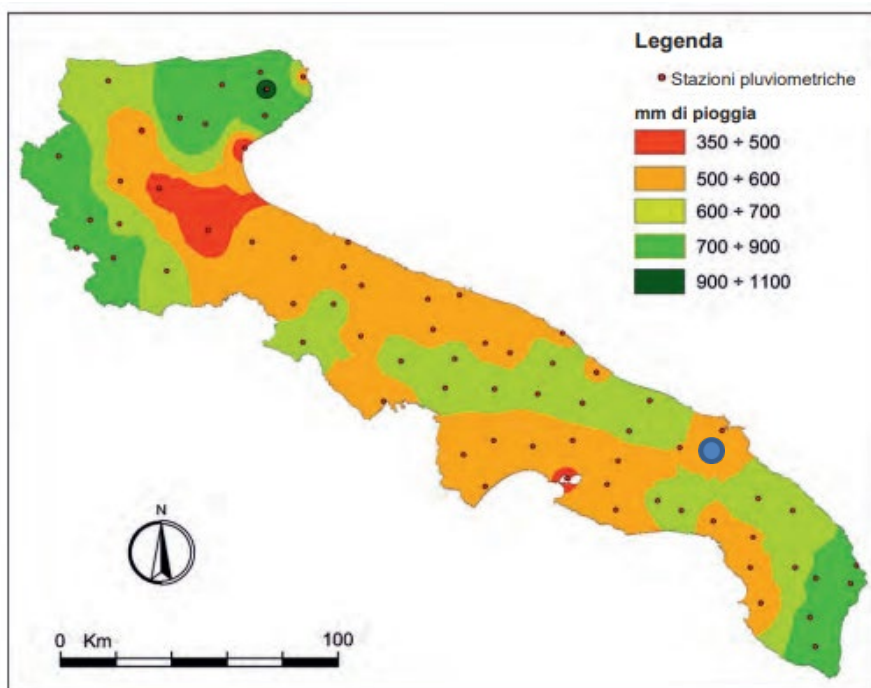 Legenda
Stazioni pluviometriche
mm di pioggia
350 ÷ 500
500 ÷ 600
600 ÷ 700
700 ÷ 900
900 ÷ 1100
N
0 Km 100